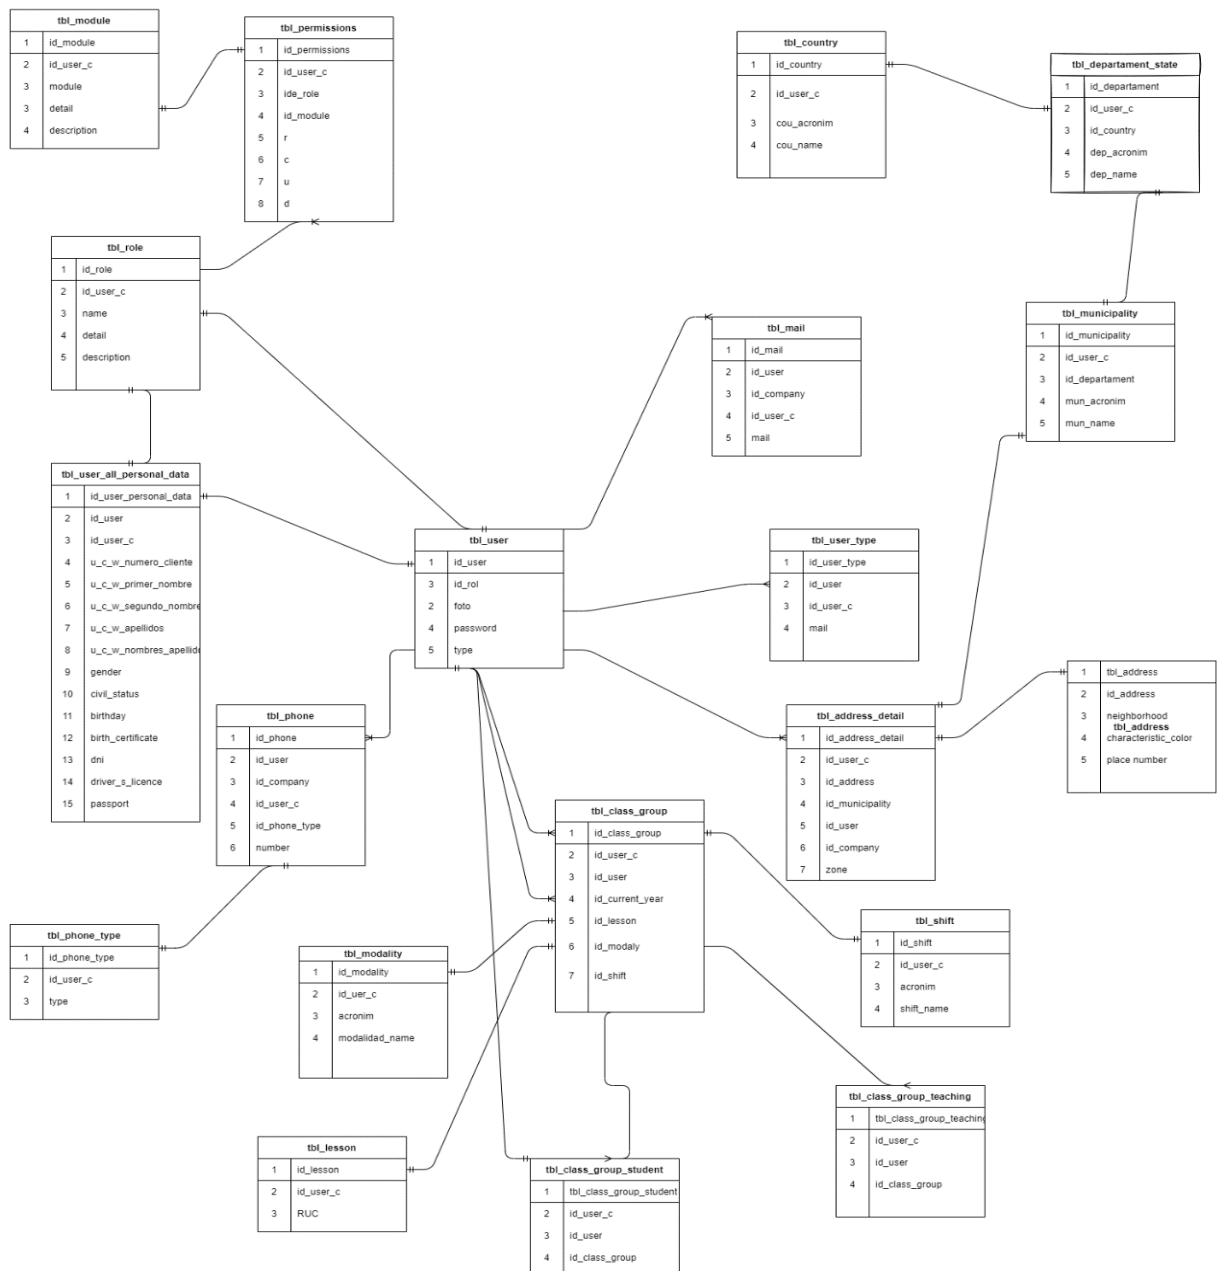 tbl_module
1 id_module
2 id_user_c
3 module
3 detail
4 description
tbl_permissions
1 id_permissions
2 id_user_c
3 ide_role
4 id_module
5 r
6 c
7 u
8 d
tbl_country
1 id_country
2 id_user_c
3 cou_acronim
4 cou_name
tbl_departament_state
1 id_departament
2 id_user_c
3 id_country
4 dep_acronim
5 dep_name
tbl_role
1 id_role
2 id_user_c
3 name
4 detail
5 description
tbl_mail
1 id_mail
2 id_user
3 id_company
4 id_user_c
5 mail
tbl_municipality
1 id_municipality
2 id_user_c
3 id_departament
4 mun_acronim
5 mun_name
tbl_user_all_personal_data
1 id_user_personal_data
2 id_user
3 id_user_c
4 u_c_w_numero_cliente
5 u_c_w_primer_nombre
6 u_c_w_segundo_nombre
7 u_c_w_apellidos
8 u_c_w_nombres_apellid
9 gender
10 civil_status
11 birthday
12 birth_certificate
13 dni
14 driver_s_licence
15 passport
tbl_user
1 id_user
3 id_rol
2 foto
4 password
5 type
tbl_user_type
1 id_user_type
2 id_user
3 id_user_c
4 mail
tbl_phone
1 id_phone
2 id_user
3 id_company
4 id_user_c
5 id_phone_type
6 number
tbl_address_detail
1 id_address_detail
2 id_user_c
3 id_address
4 id_municipality
5 id_user
6 id_company
7 zone
1 tbl_address
2 id_address
3 neighborhood
tbl_address
4 characteristic_color
5 place number
tbl_class_group
1 id_class_group
2 id_user_c
3 id_user
4 id_current_year
5 id_lesson
6 id_modaly
7 id_shift
tbl_phone_type
1 id_phone_type
2 id_user_c
3 type
tbl_modality
1 id_modality
2 id_uer_c
3 acronim
4 modalidad_name
tbl_shift
1 id_shift
2 id_user_c
3 acronim
4 shift_name
tbl_class_group_teaching
1 tbl_class_group_teaching
2 id_user_c
3 id_user
4 id_class_group
tbl_lesson
1 id_lesson
2 id_user_c
3 RUC
tbl_class_group_student
1 tbl_class_group_student
2 id_user_c
3 id_user
4 id_class_group